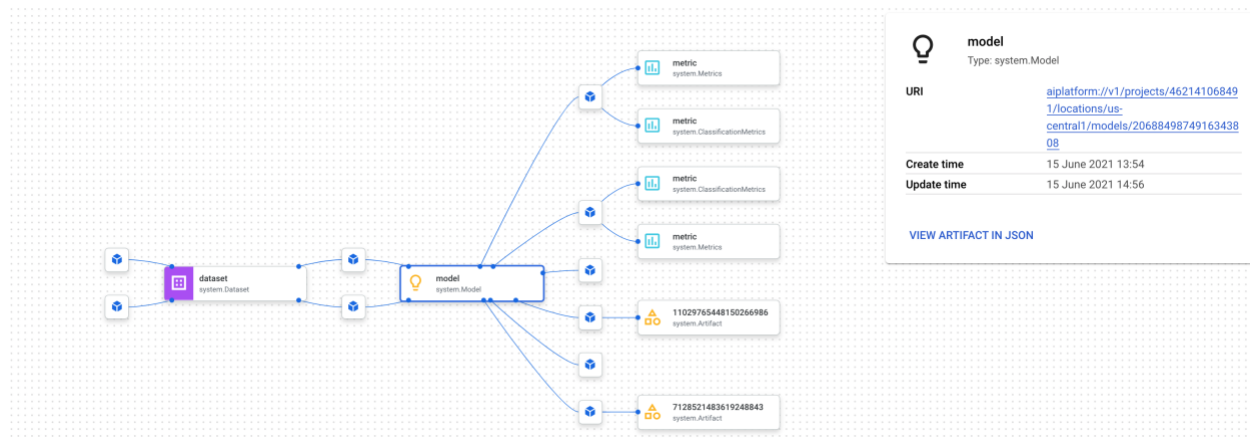 metric
system.Metrics
metric
system.ClassificationMetrics
metric
system.ClassificationMetrics
metric
system.Metrics
dataset
system.Dataset
model
system.Model
11029765448150266986
system.Artifact
7128521483619248843
system.Artifact
model
Type: system.Model
URI
aiplatform://v1/projects/46214106849
1/locations/us-
central1/models/20688498749163438
08
Create time
15 June 2021 13:54
Update time
15 June 2021 14:56
VIEW ARTIFACT IN JSON